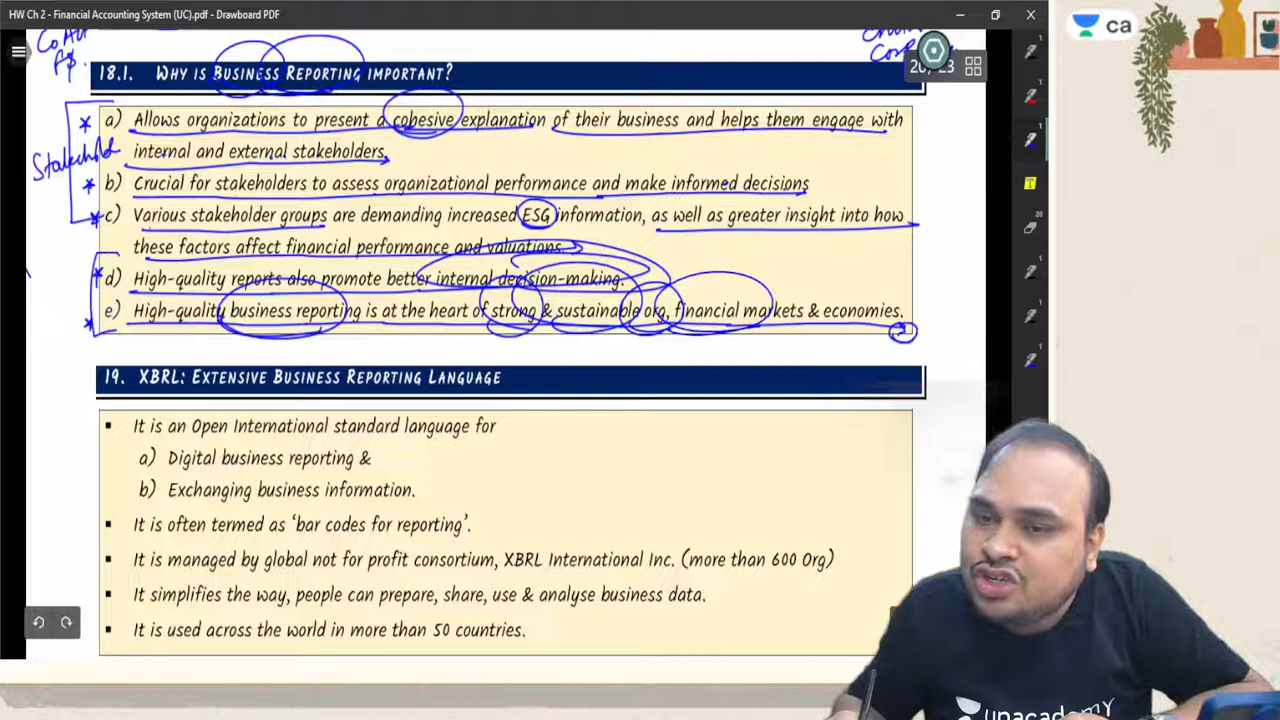 HW Ch 2 - Financial Accounting System (UC).pdf - Drawboard PDF
ca
18.1. WHY IS BUSINESS REPORTING IMPORTANT?
a) Allows organizations to present a cohesive explanation of their business and helps them engage with
internal and external stakeholders.
Stakehold
b) Crucial for stakeholders to assess organizational performance and make informed decisions
c) Various stakeholder groups are demanding increased ESG information, as well as greater insight into how
these factors affect financial performance and valuations.
d) High-quality reports also promote better internal decision-making.
e) High-quality business reporting is at the heart of strong & sustainable org, financial markets & economies.
19. XBRL: EXTENSIVE BUSINESS REPORTING LANGUAGE
▪ It is an Open International standard language for
a) Digital business reporting &
b) Exchanging business information.
▪ It is often termed as 'bar codes for reporting'.
▪ It is managed by global not for profit consortium, XBRL International Inc. (more than 600 Org)
▪ It simplifies the way, people can prepare, share, use & analyse business data.
▪ It is used across the world in more than 50 countries.
unacademy